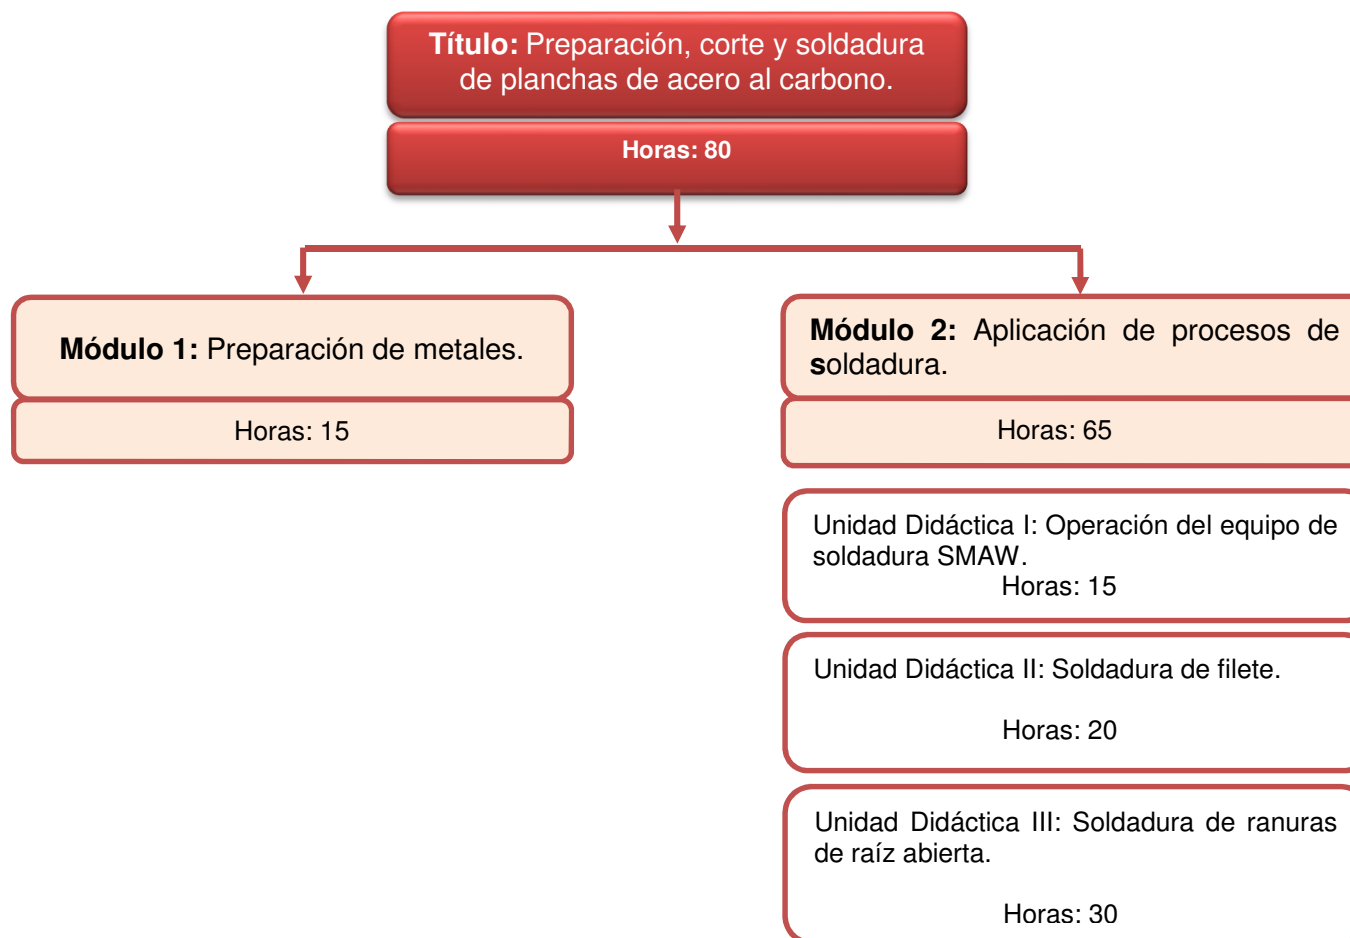 Título: Preparación, corte y soldadura
de planchas de acero al carbono.
Horas: 80
Módulo 1: Preparación de metales.
Horas: 15
Módulo 2: Aplicación de procesos de
soldadura.
Horas: 65
Unidad Didáctica I: Operación del equipo de
soldadura SMAW.
Horas: 15
Unidad Didáctica II: Soldadura de filete.
Horas: 20
Unidad Didáctica III: Soldadura de ranuras
de raíz abierta.
Horas: 30